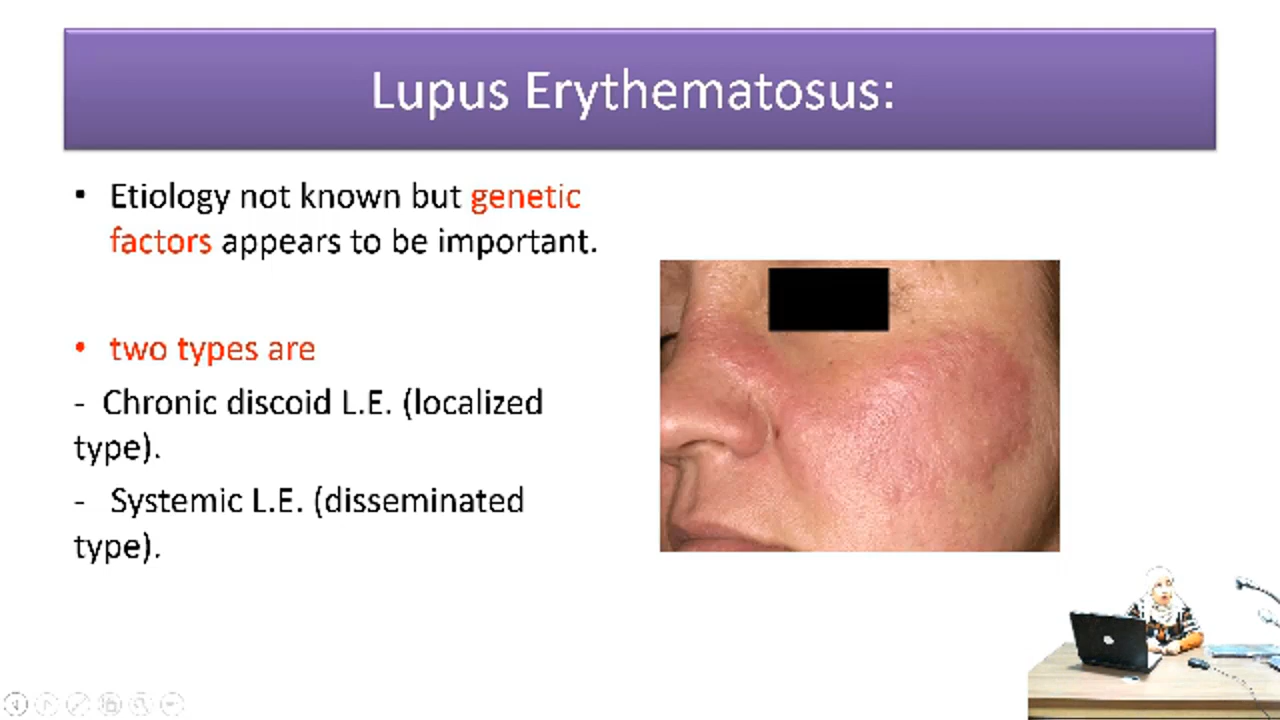 Lupus Erythematosus:
▪ Etiology not known but genetic
factors appears to be important.
• two types are
- Chronic discoid L.E. (localized
type).
- Systemic L.E. (disseminated
type).